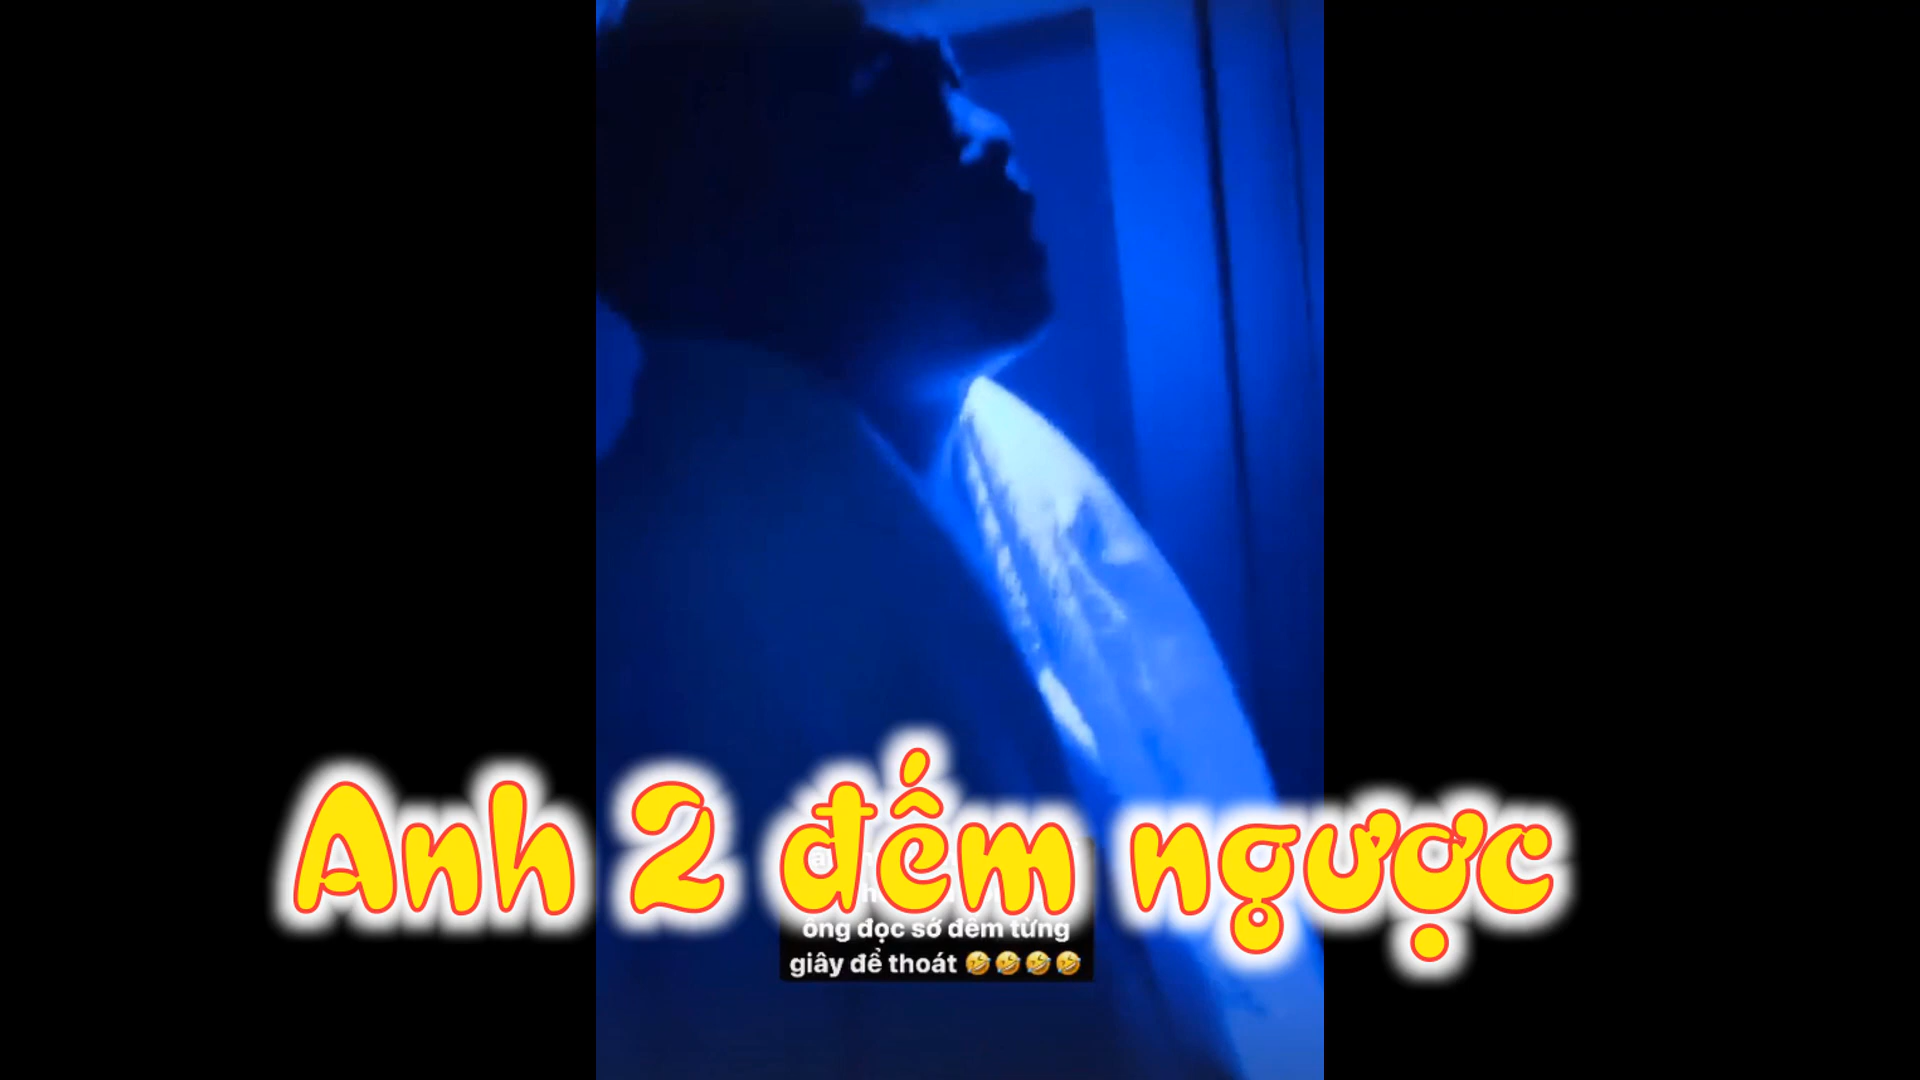 Anh 2 đếm ngược
ông đọc số đếm từng
giây để thoát 🤣🤣🤣🤣